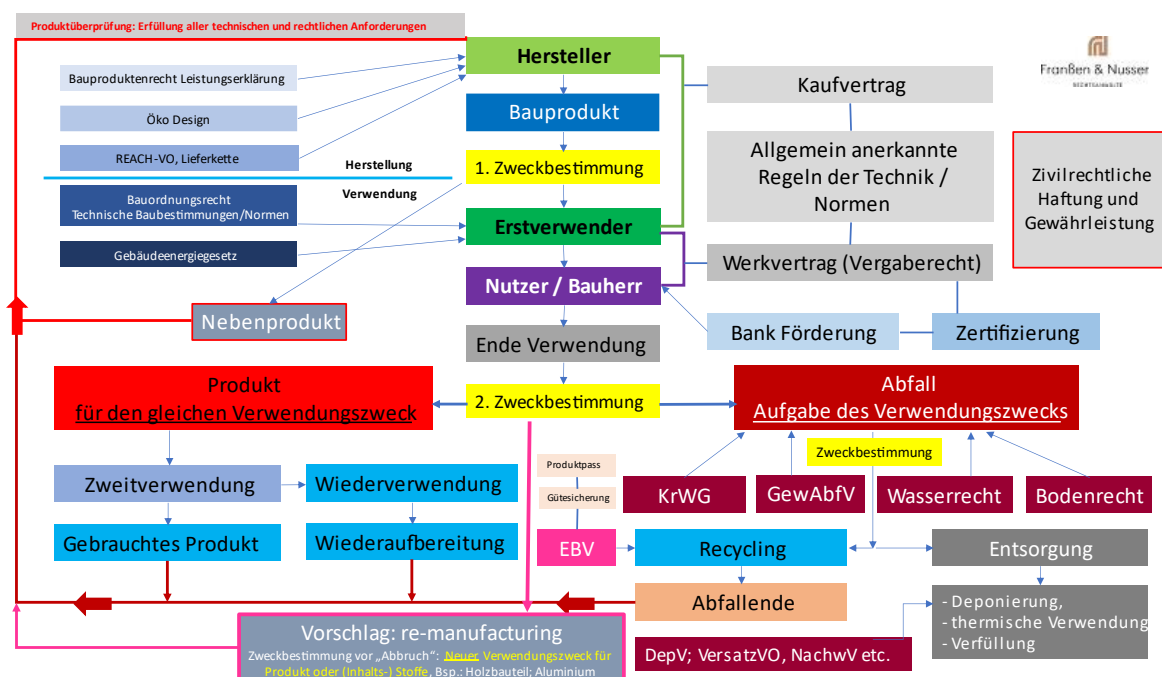 Produktüberprüfung: Erfüllung aller technischen und rechtlichen Anforderungen
Hersteller
Franßen & Nusser
RECHTSANWÄLTE
Bauproduktenrecht Leistungserklärung
Kaufvertrag
Öko Design
Bauprodukt
REACH-VO, Lieferkette
Herstellung
1. Zweckbestimmung
Allgemein anerkannte
Regeln der Technik /
Normen
Zivilrechtliche
Haftung und
Gewährleistung
Verwendung
Bauordnungsrecht
Technische Baubestimmungen/Normen
Erstverwender
Gebäudeenergiegesetz
Werkvertrag (Vergaberecht)
Nutzer / Bauherr
Nebenprodukt
Bank Förderung
Zertifizierung
Ende Verwendung
Produkt
für den gleichen Verwendungszweck
2. Zweckbestimmung
Abfall
Aufgabe des Verwendungszwecks
Zweckbestimmung
Produktpass
Gütesicherung
Zweitverwendung
Wiederverwendung
KrWG
GewAbfV
Wasserrecht
Bodenrecht
Gebrauchtes Produkt
Wiederaufbereitung
EBV
Recycling
Entsorgung
Abfallende
- Deponierung,
- thermische Verwendung
- Verfüllung
Vorschlag: re-manufacturing
Zweckbestimmung vor „Abbruch“: Neuer Verwendungszweck für
Produkt oder (Inhalts-) Stoffe, Bsp.: Holzbauteil; Aluminium
DepV; VersatzVO, NachwV etc.